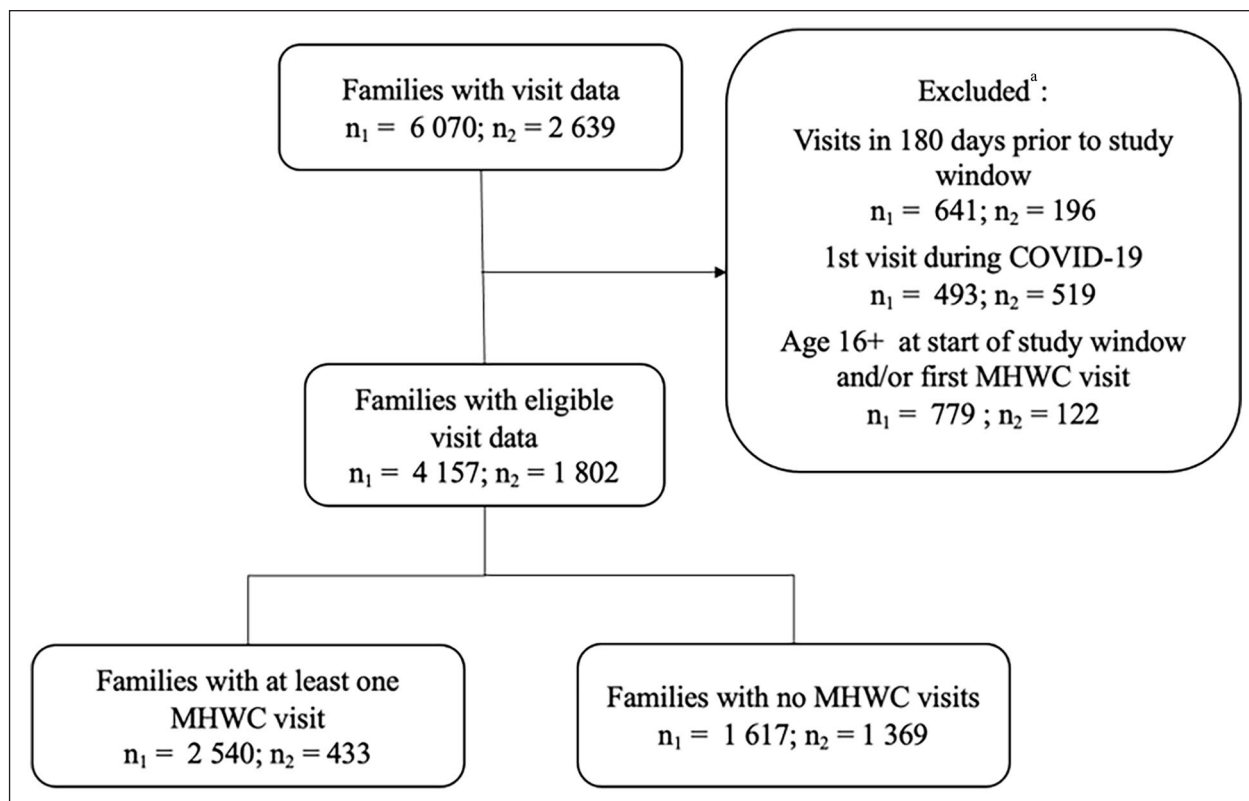 Families with visit data
n₁ = 6 070; n₂ = 2 639
Excludedᵃ:
Visits in 180 days prior to study
window
n₁ = 641; n₂ = 196
1st visit during COVID-19
n₁ = 493; n₂ = 519
Age 16+ at start of study window
and/or first MHWC visit
n₁ = 779 ; n₂ = 122
Families with eligible
visit data
n₁ = 4 157; n₂ = 1 802
Families with at least one
MHWC visit
n₁ = 2 540; n₂ = 433
Families with no MHWC visits
n₁ = 1 617; n₂ = 1 369